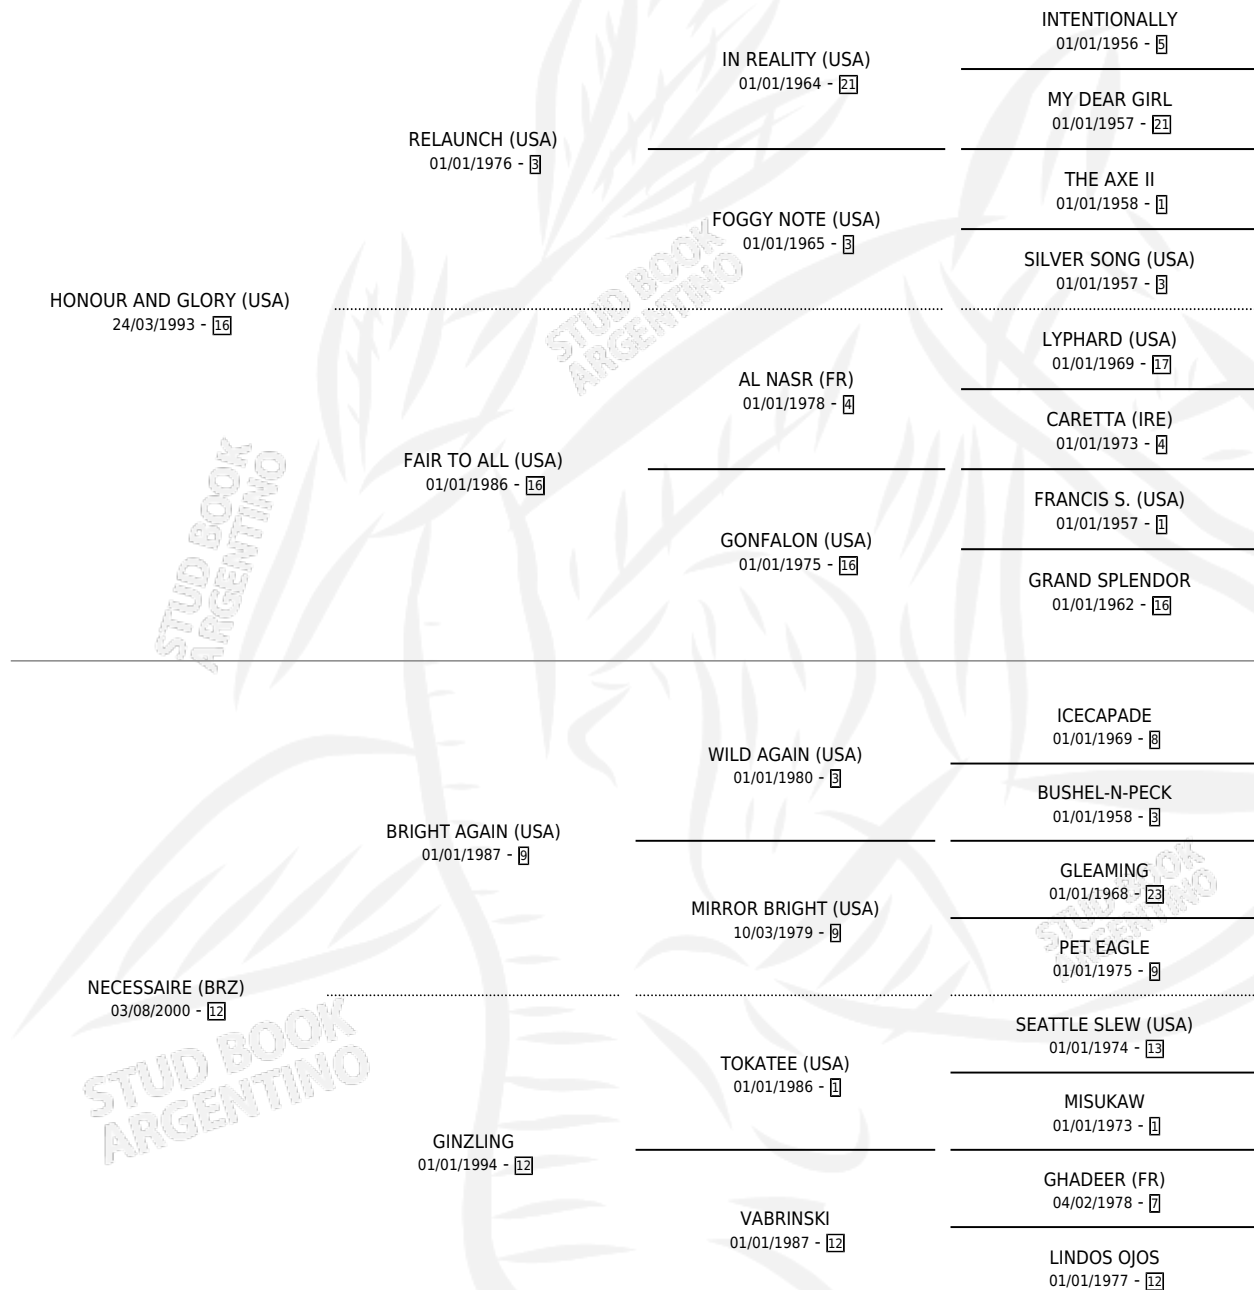 INTENTIONALLY
01/01/1956 - 5
IN REALITY (USA)
01/01/1964 - 21
MY DEAR GIRL
01/01/1957 - 21
RELAUNCH (USA)
01/01/1976 - 3
THE AXE II
01/01/1958 - 1
FOGGY NOTE (USA)
01/01/1965 - 3
SILVER SONG (USA)
01/01/1957 - 3
HONOUR AND GLORY (USA)
24/03/1993 - 16
LYPHARD (USA)
01/01/1969 - 17
AL NASR (FR)
01/01/1978 - 4
CARETTA (IRE)
01/01/1973 - 4
FAIR TO ALL (USA)
01/01/1986 - 16
FRANCIS S. (USA)
01/01/1957 - 1
GONFALON (USA)
01/01/1975 - 16
GRAND SPLENDOR
01/01/1962 - 16
ICECAPADE
01/01/1969 - 8
WILD AGAIN (USA)
01/01/1980 - 3
BUSHEL-N-PECK
01/01/1958 - 3
BRIGHT AGAIN (USA)
01/01/1987 - 9
GLEAMING
01/01/1968 - 23
MIRROR BRIGHT (USA)
10/03/1979 - 9
PET EAGLE
01/01/1975 - 9
NECESSAIRE (BRZ)
03/08/2000 - 12
SEATTLE SLEW (USA)
01/01/1974 - 13
TOKATEE (USA)
01/01/1986 - 1
MISUKAW
01/01/1973 - 1
GINZLING
01/01/1994 - 12
GHADEER (FR)
04/02/1978 - 7
VABRINSKI
01/01/1987 - 12
LINDOS OJOS
01/01/1977 - 12
STUD BOOK
ARGENTINO
STUD BOOK
ARGENTINO
STUD BOOK
ARGENTINO
STUD BOOK
ARGENTINO